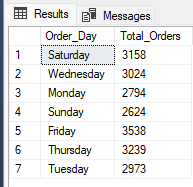 Results Messages
Order_Day Total_Orders
1 Saturday 3158
2 Wednesday 3024
3 Monday 2794
4 Sunday 2624
5 Friday 3538
6 Thursday 3239
7 Tuesday 2973